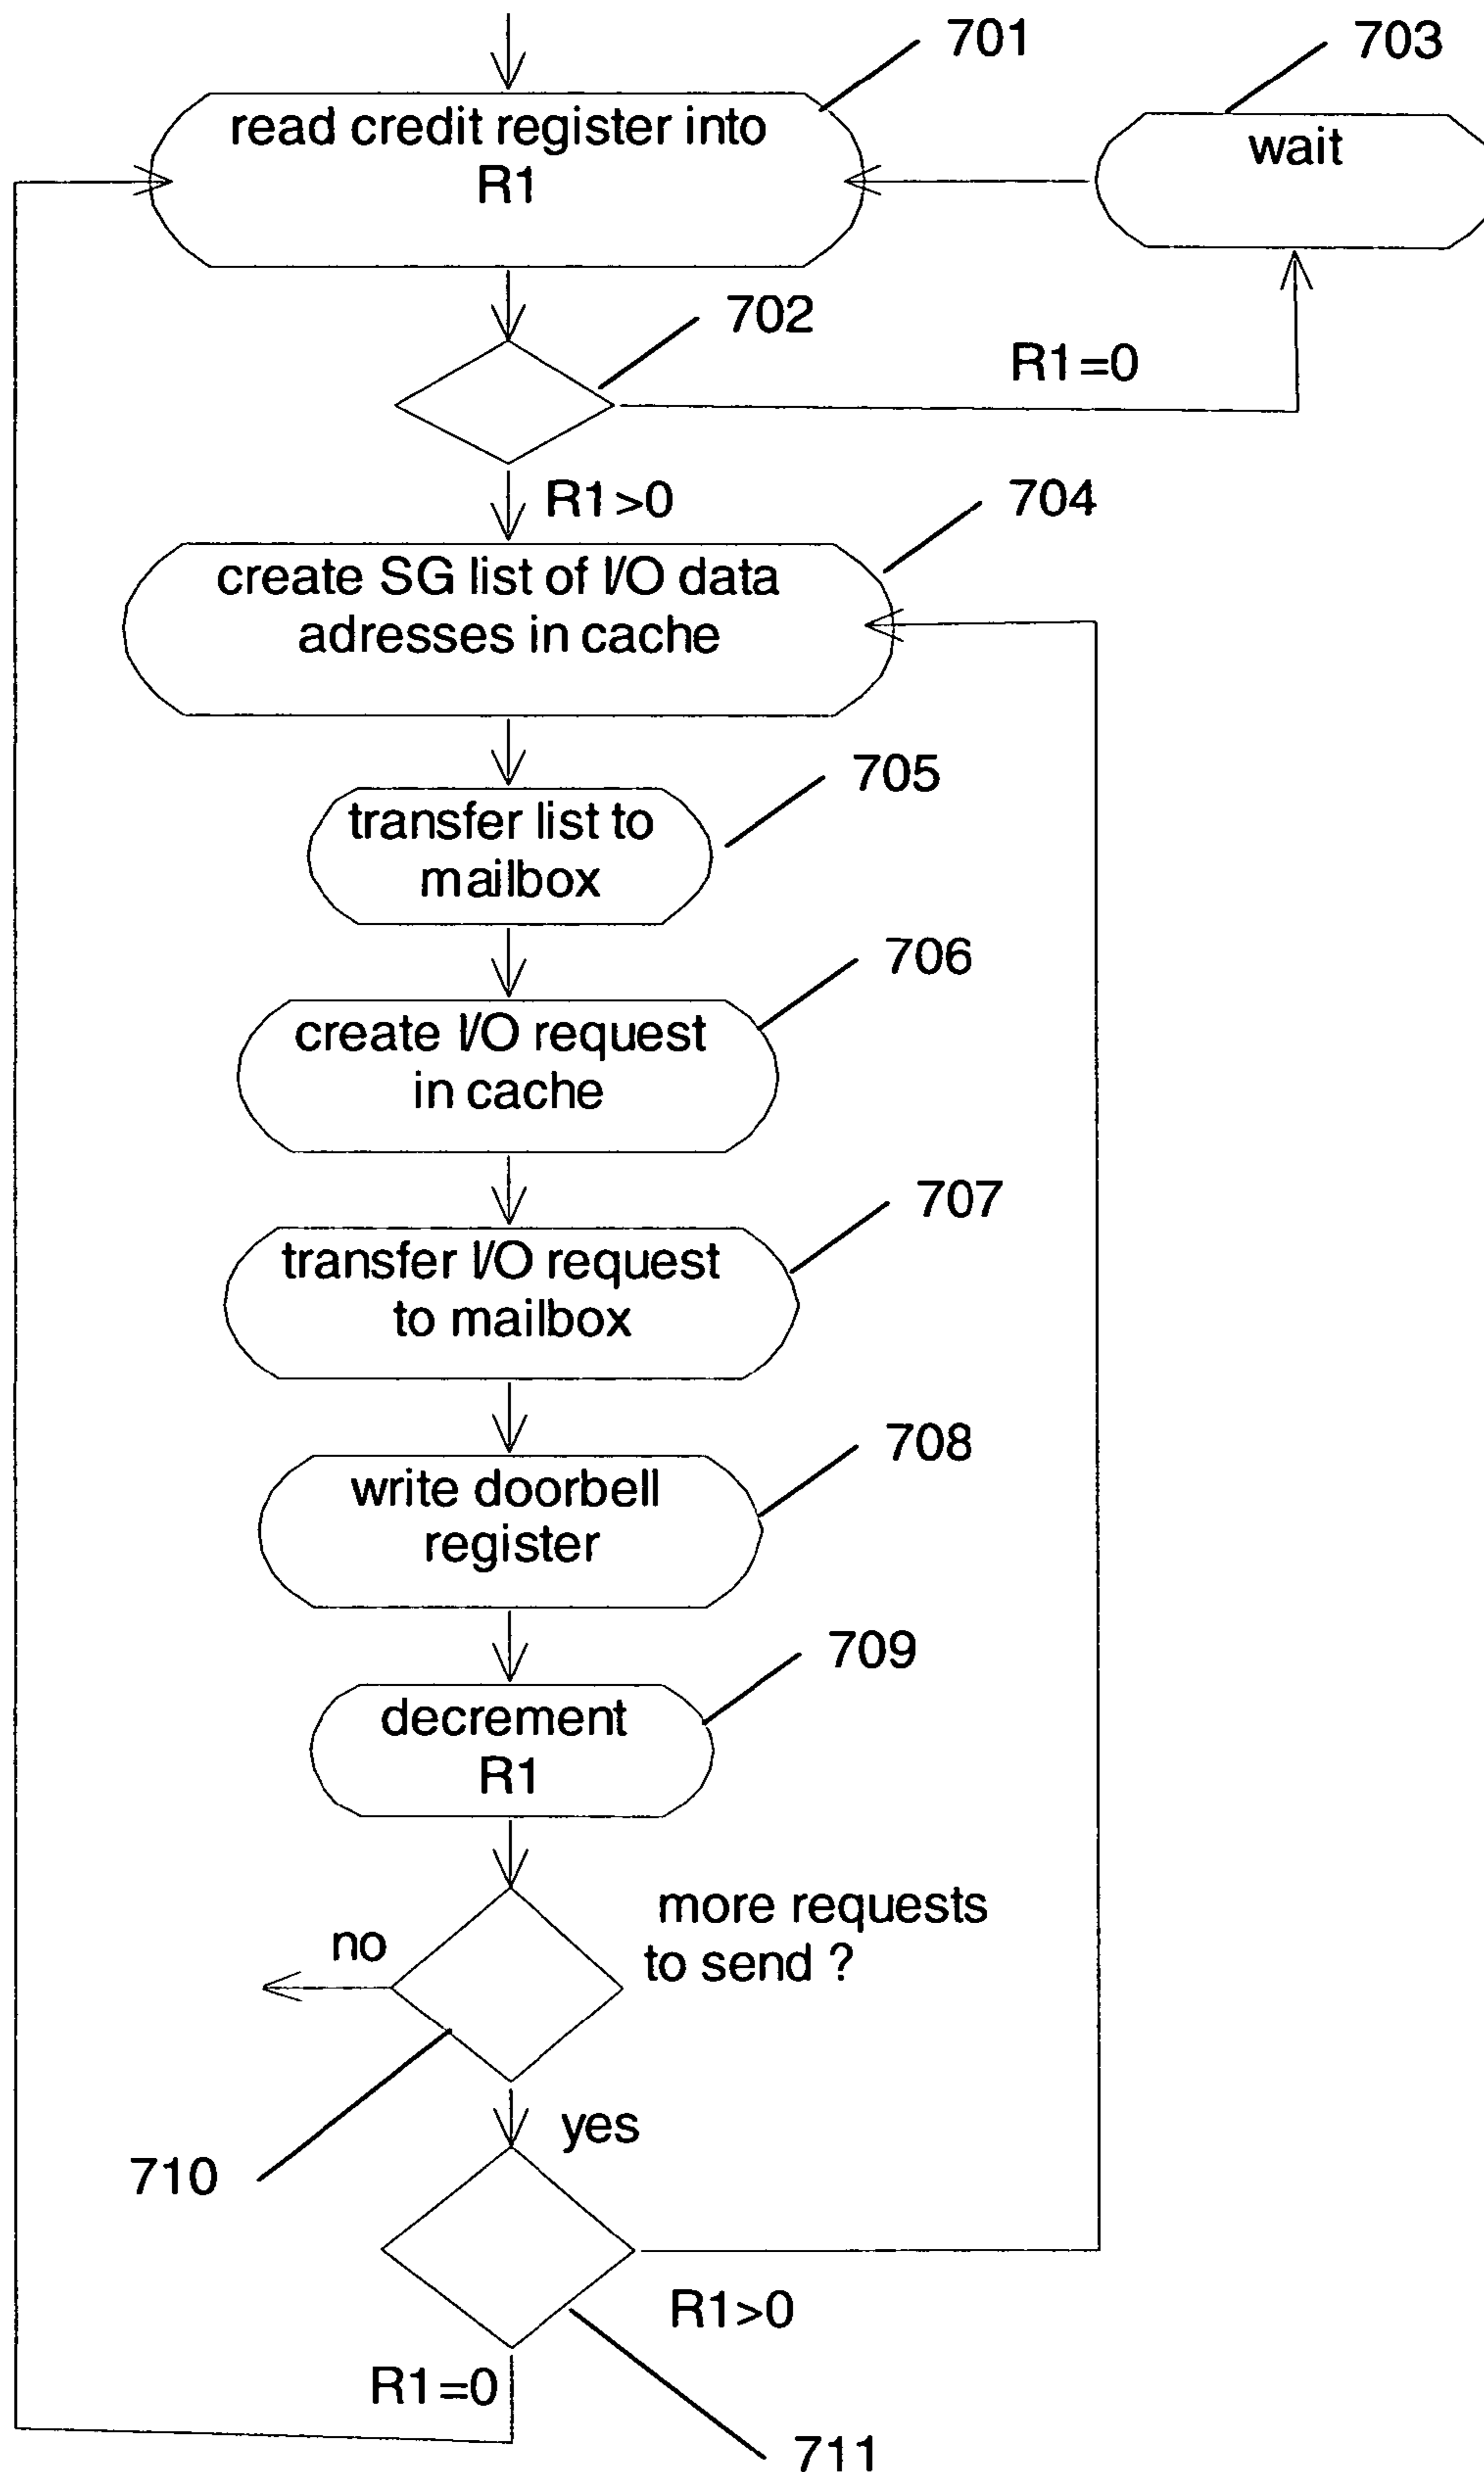 701
703
read credit register into
R1
wait
702
R1=0
R1>0
704
create SG list of I/O data
adresses in cache
705
transfer list to
mailbox
706
create I/O request
in cache
707
transfer I/O request
to mailbox
708
write doorbell
register
709
decrement
R1
more requests
to send ?
no
yes
710
R1>0
R1=0
711